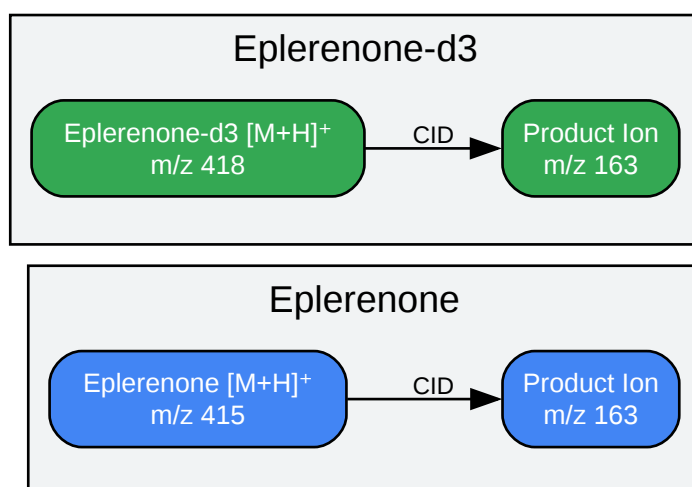 Eplerenone-d3
Eplerenone-d3 [M+H]⁺
m/z 418
CID
Product Ion
m/z 163
Eplerenone
Eplerenone [M+H]⁺
m/z 415
CID
Product Ion
m/z 163